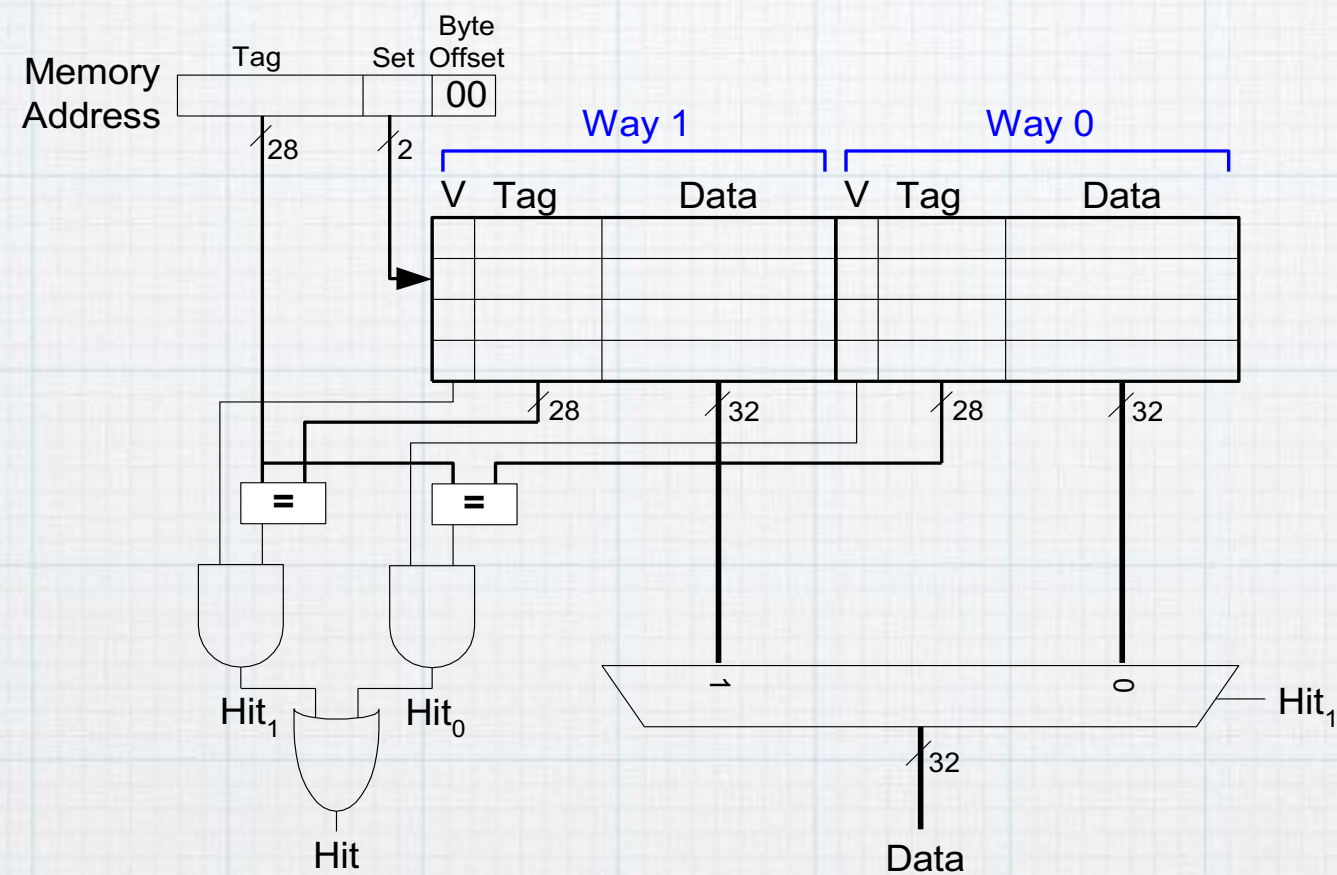 Byte
Tag Set Offset
Memory
Address
00
28
2
Way 1 Way 0
V Tag Data V Tag Data
28 32 28 32
= =
1 0
Hit1 Hit0
Hit1
32
Hit
Data